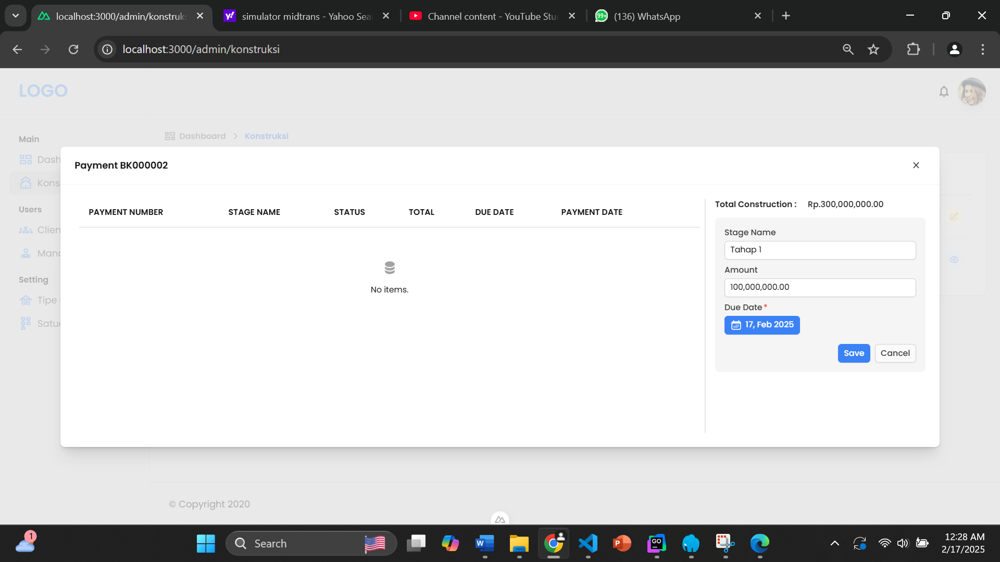 localhost:3000/admin/konstruk
simulator midtrans - Yahoo Sea
Channel content - YouTube Stu
(136) WhatsApp
localhost:3000/admin/konstruksi
LOGO
Dashboard
Konstruksi
Main
Dash
Kons
Users
Clien
Mana
Setting
Tipe
Satua
Payment BK000002
PAYMENT NUMBER STAGE NAME STATUS TOTAL DUE DATE PAYMENT DATE
No items.
Total Construction : Rp.300,000,000.00
Stage Name
Tahap 1
Amount
100,000,000.00
Due Date*
17, Feb 2025
Save Cancel
© Copyright 2020
1
Search
12:28 AM
2/17/2025